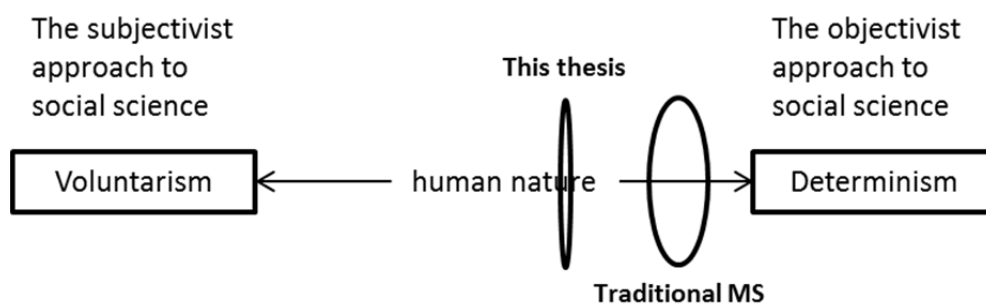 The subjectivist
approach to
social science
The objectivist
approach to
social science
This thesis
Voluntarism
human nature
Determinism
Traditional MS